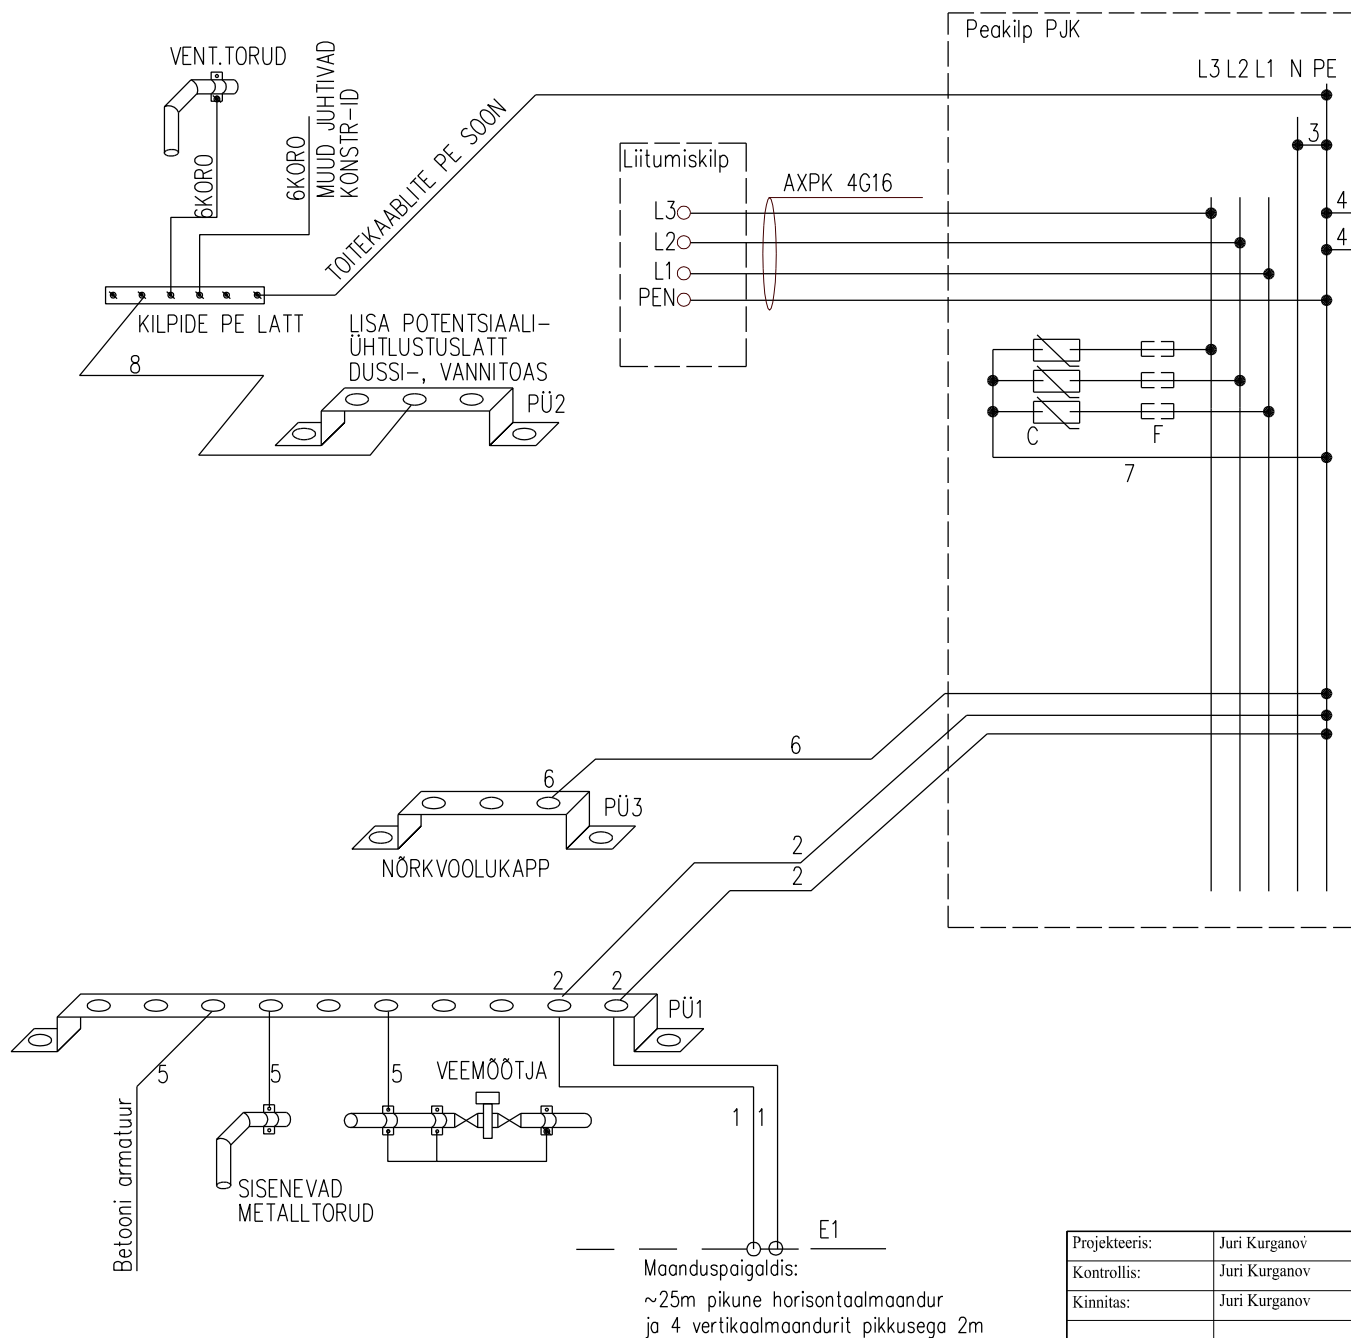 Peakilp PJK
L3 L2 L1 N PE
VENT.TORUD
6KORO
6KORO
MUUD JUHTIVAD
KONSTR-ID
TOITEKAABLITE PE SOON
3
4
4
Liitumiskilp
AXPK 4G16
L3
L2
L1
PEN
KILPIDE PE LATT
8
LISA POTENTSIAALI-
ÜHTLUSTUSLATT
DUSSI-, VANNITOAS
PÜ2
C
F
7
6
6
PÜ3
NÕRKVOOLUKAPP
2
2
2
2
PÜ1
5
5
5
VEEMÕÕTJA
1
1
Betooni armatuur
SISENEVAD
METALLTORUD
E1
Maanduspaigaldis:
~25m pikune horisontaalmaandur
ja 4 vertikaalmaandurit pikkusega 2m
Projekteeris: Juri Kurganov
Kontrollis: Juri Kurganov
Kinnitas: Juri Kurganov